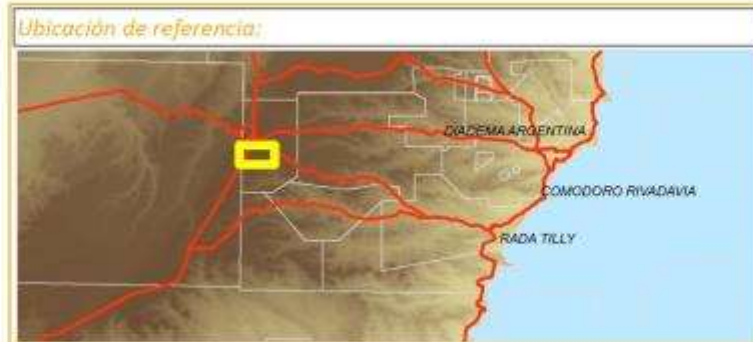 Ubicación de referencia:
DIADEMA ARGENTINA
COMODORO RIVADAVIA
RADA TILLY